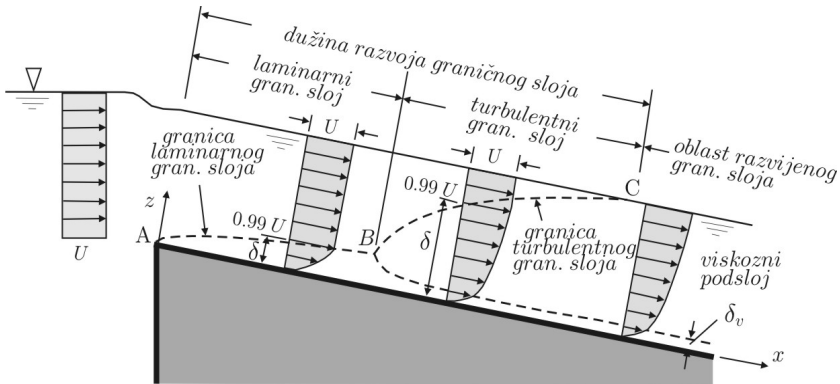 dužina razvoja graničnog sloja
laminarni
gran. sloj
turbulentni
gran. sloj
oblast razvijenog
gran. sloja
U
U
granica
laminarnog
gran. sloja
z
A
0.99 U
δ
B
0.99 U
δ
C
granica
turbulentnog
gran. sloja
viskozni
podsloj
δv
U
x